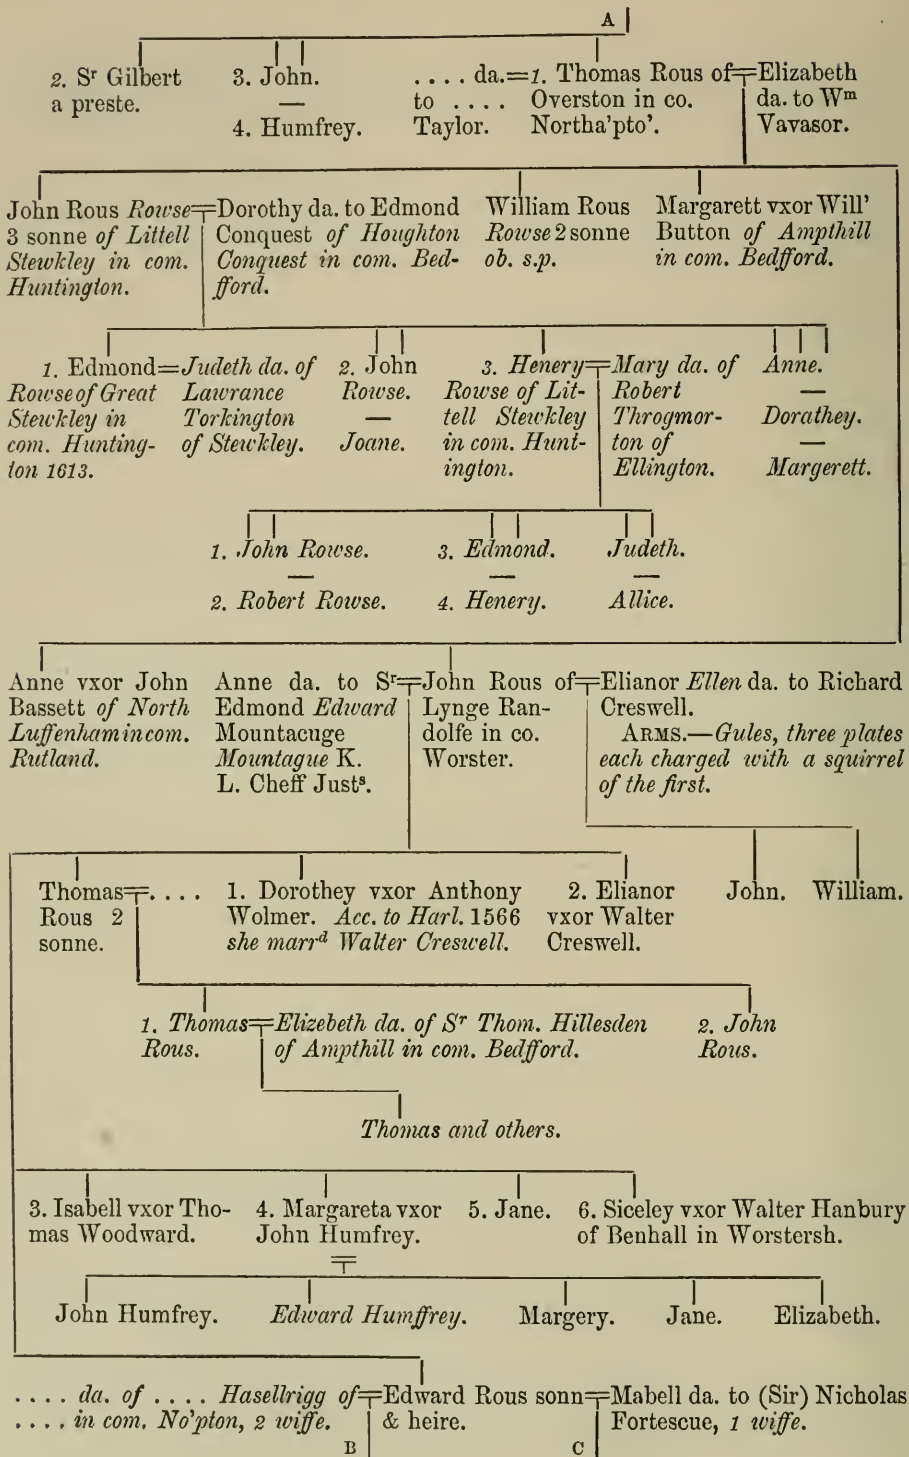 A
2. Sr Gilbert
a preste.
3. John.
—
4. Humfrey.
. . . . da.=
to . . . .
Taylor.
1. Thomas Rous of
Overston in co.
Northa'pto'.
Elizabeth
da. to Wm
Vavasor.
John Rous Rowse
3 sonne of Littell
Stewkley in com.
Huntington.
Dorothy da. to Edmond
Conquest of Houghton
Conquest in com. Bed-
fford.
William Rous
Rowse 2 sonne
ob. s.p.
Margarett vxor Will'
Button of Ampthill
in com. Bedfford.
1. Edmond=
Rowse of Great
Stewkley in
com. Hunting-
ton 1613.
Judeth da. of
Lawrance
Torkington
of Stewkley.
2. John
Rowse.
—
Joane.
3. Henery
Rowse of Lit-
tell Stewkley
in com. Hunt-
ington.
Mary da. of
Robert
Throgmor-
ton of
Ellington.
Anne.
—
Dorathey.
—
Margerett.
1. John Rowse.
—
2. Robert Rowse.
3. Edmond.
—
4. Henery.
Judeth.
—
Allice.
Anne vxor John
Bassett of North
Luffenham in com.
Rutland.
Anne da. to Sr
Edmond Edward
Mountacuge
Mountague K.
L. Cheff Justs.
John Rous of
Lynge Ran-
dolfe in co.
Worster.
Elianor Ellen da. to Richard
Creswell.
ARMS.—Gules, three plates
each charged with a squirrel
of the first.
Thomas
Rous 2
sonne.
. . . .
1. Dorothey vxor Anthony
Wolmer. Acc. to Harl. 1566
she marrd Walter Creswell.
2. Elianor
vxor Walter
Creswell.
John.
William.
1. Thomas
Rous.
Elizebeth da. of Sr Thom. Hillesden
of Ampthill in com. Bedfford.
2. John
Rous.
Thomas and others.
3. Isabell vxor Tho-
mas Woodward.
4. Margareta vxor
John Humfrey.
5. Jane.
6. Siceley vxor Walter Hanbury
of Benhall in Worstersh.
John Humfrey.
Edward Humffrey.
Margery.
Jane.
Elizabeth.
. . . . da. of . . . . Hasellrigg of
. . . . in com. No'pton, 2 wiffe.
Edward Rous sonn
& heire.
Mabell da. to (Sir) Nicholas
Fortescue, 1 wiffe.
B
C